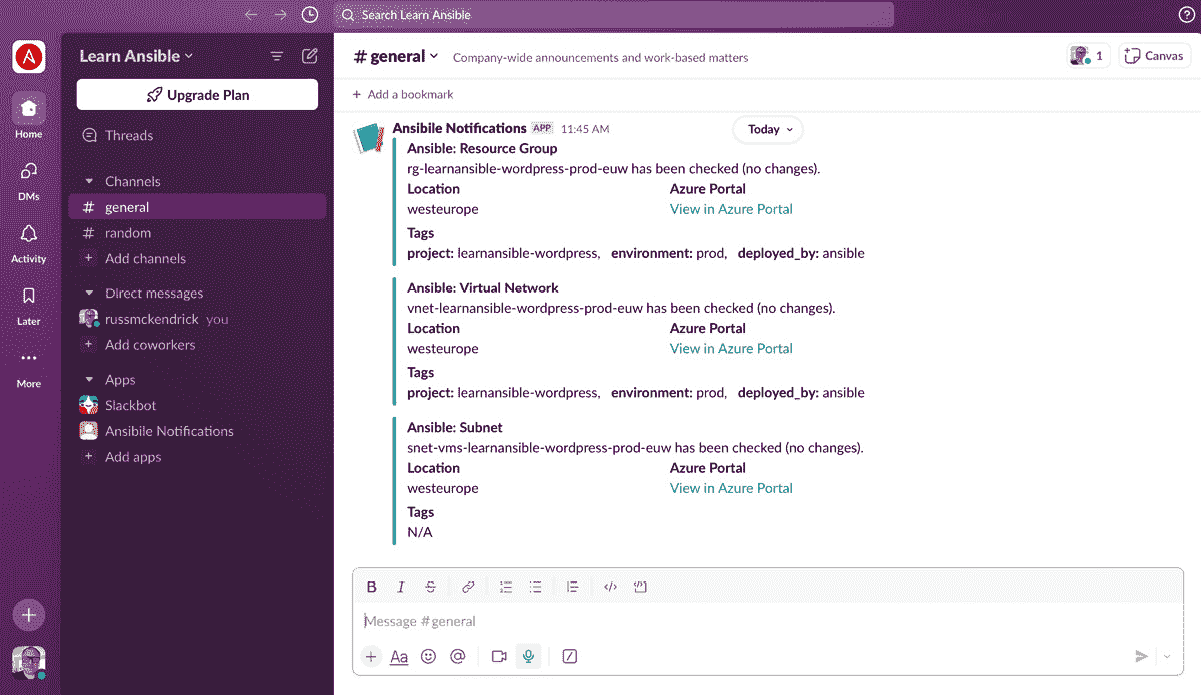 Search Learn Ansible
Learn Ansible
Upgrade Plan
Home
Threads
DMs
Channels
# general
# random
Activity
+ Add channels
Direct messages
Later
russmckendrick you
+ Add coworkers
More
Apps
Slackbot
Ansibile Notifications
+ Add apps
# general Company-wide announcements and work-based matters 1 Canvas
+ Add a bookmark
Ansibile Notifications APP 11:45 AM Today
Ansible: Resource Group
rg-learnansible-wordpress-prod-euw has been checked (no changes).
Location Azure Portal
westeurope View in Azure Portal
Tags
project: learnansible-wordpress, environment: prod, deployed_by: ansible
Ansible: Virtual Network
vnet-learnansible-wordpress-prod-euw has been checked (no changes).
Location Azure Portal
westeurope View in Azure Portal
Tags
project: learnansible-wordpress, environment: prod, deployed_by: ansible
Ansible: Subnet
snet-vms-learnansible-wordpress-prod-euw has been checked (no changes).
Location Azure Portal
westeurope View in Azure Portal
Tags
N/A
B I S
Message #general
+ Aa @